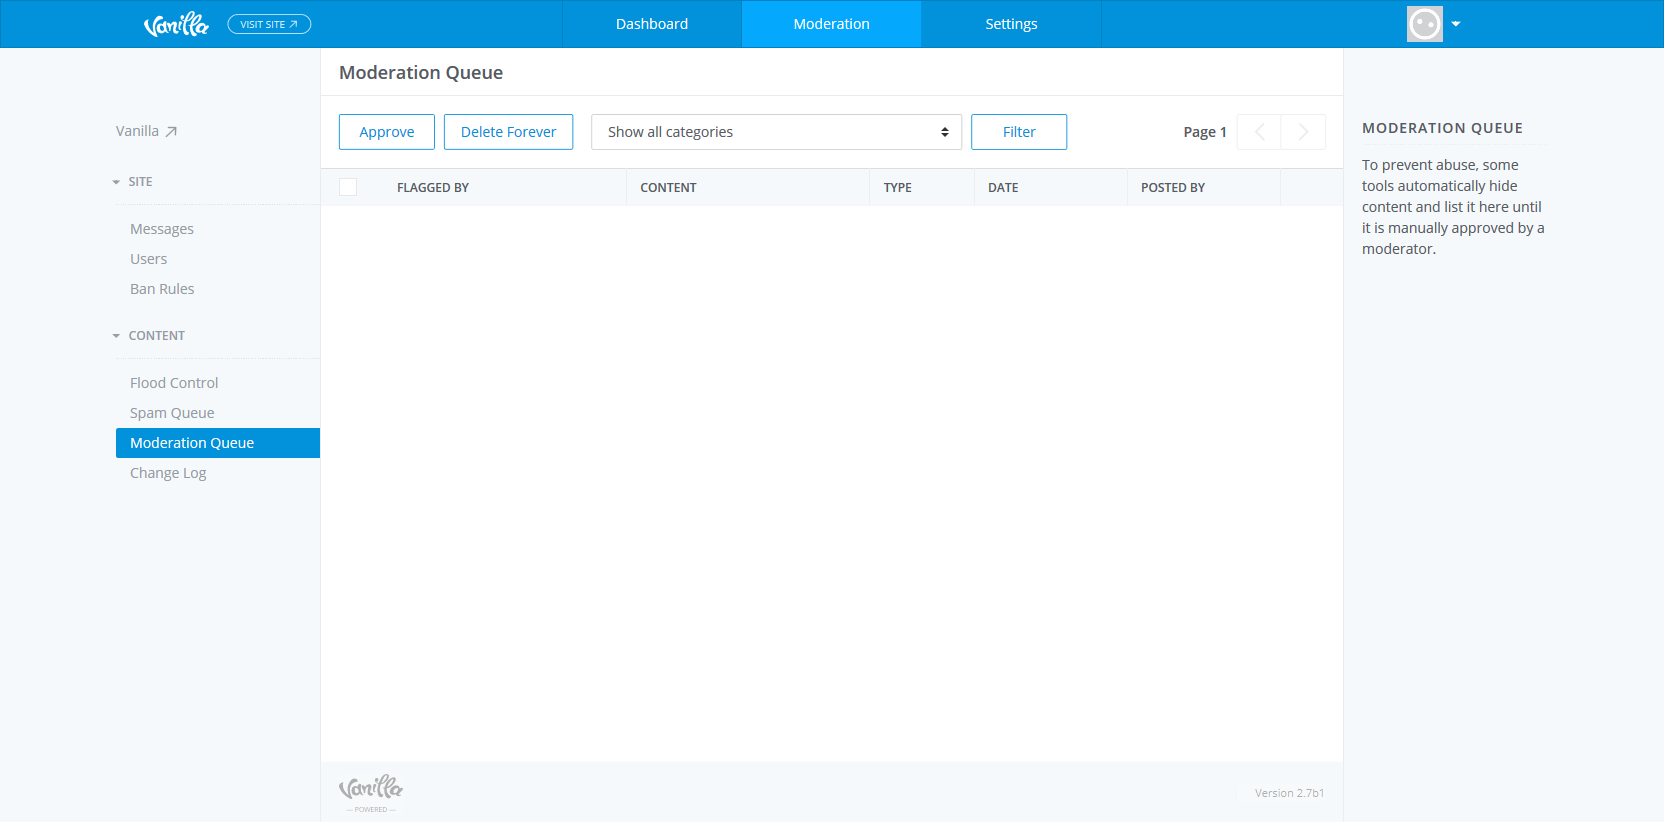 Vanilla
VISIT SITE
Dashboard
Moderation
Settings
Vanilla
SITE
Messages
Users
Ban Rules
CONTENT
Flood Control
Spam Queue
Moderation Queue
Change Log
Moderation Queue
Approve
Delete Forever
Show all categories
Filter
Page 1
FLAGGED BY
CONTENT
TYPE
DATE
POSTED BY
MODERATION QUEUE
To prevent abuse, some
tools automatically hide
content and list it here until
it is manually approved by a
moderator.
Vanilla
— POWERED —
Version 2.7b1